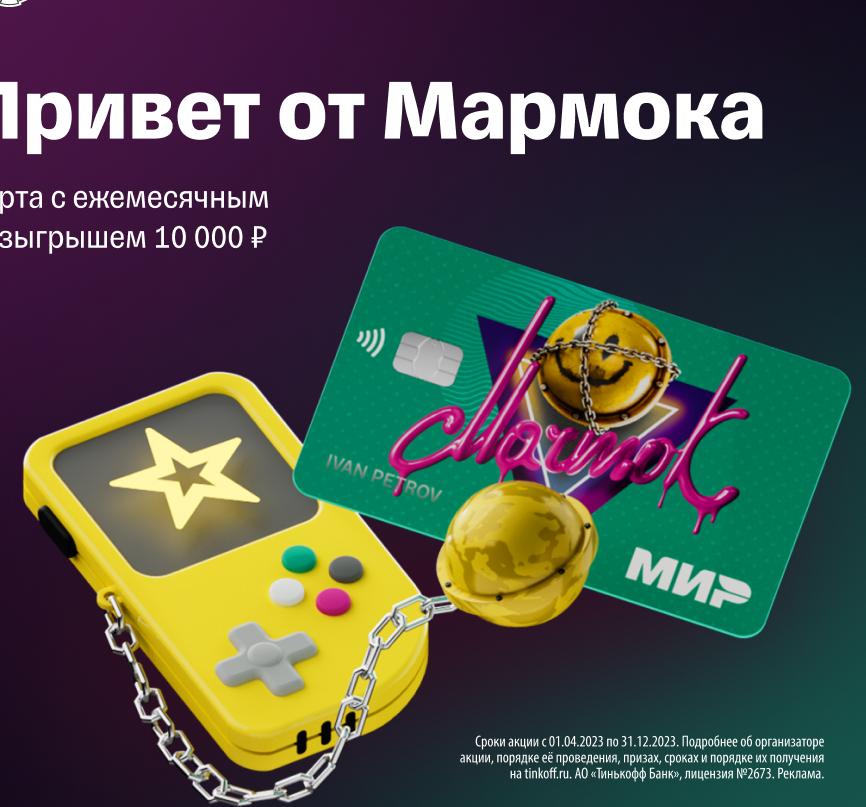 Привет от Мармока
рта с ежемесячным
зыгрышем 10 000 ₽
Marmok
IVAN PETROV
МИР
Сроки акции с 01.04.2023 по 31.12.2023. Подробнее об организаторе
акции, порядке её проведения, призах, сроках и порядке их получения
на tinkoff.ru. АО «Тинькофф Банк», лицензия №2673. Реклама.